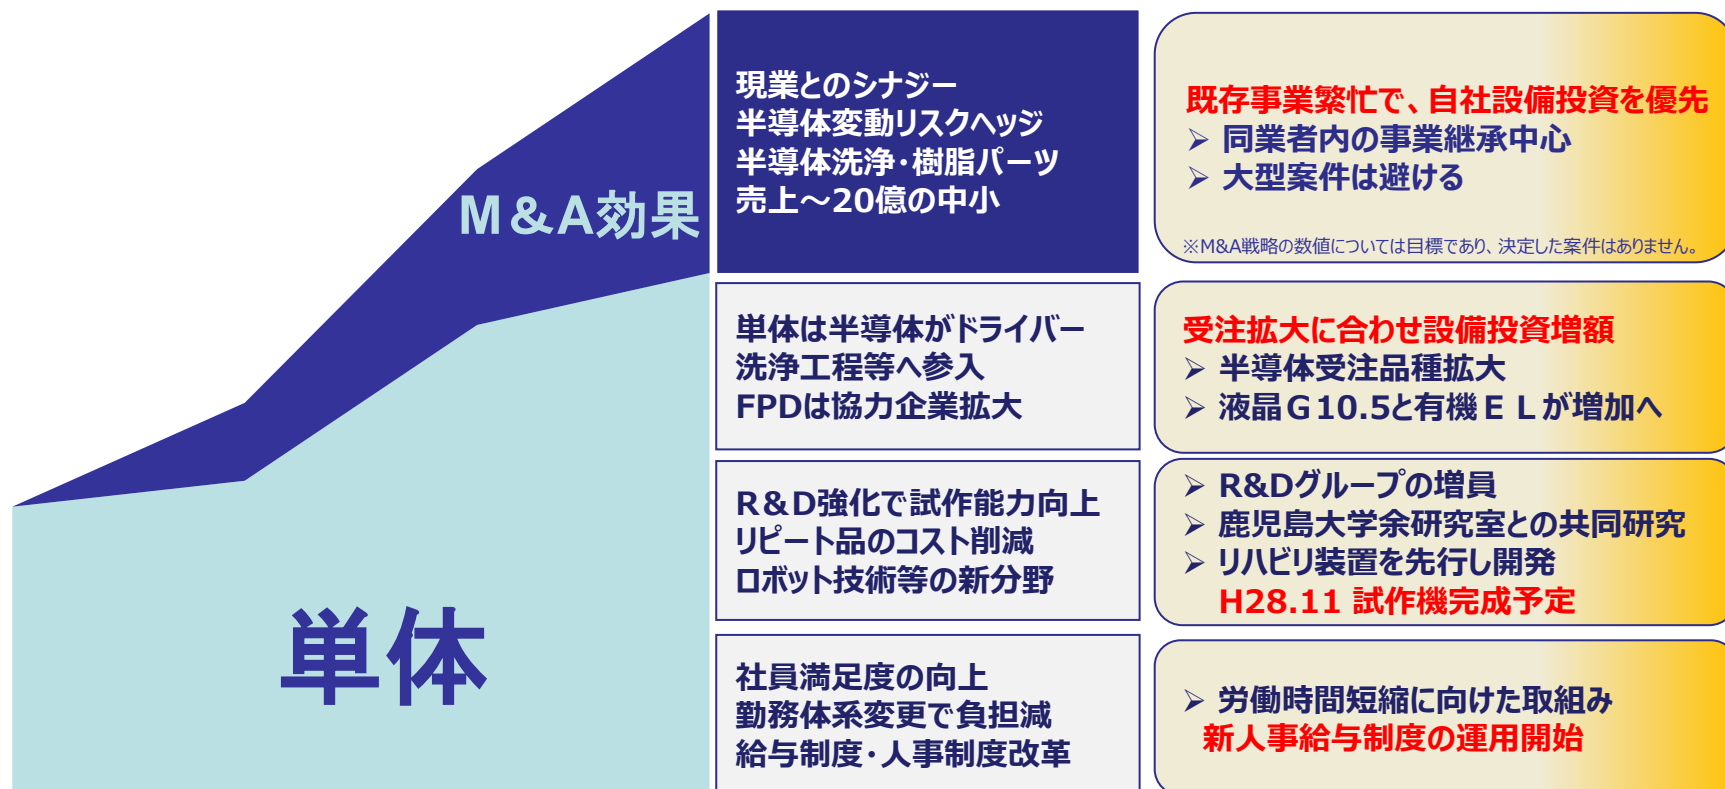 M&A効果
単体
現業とのシナジー
半導体変動リスクヘッジ
半導体洗浄・樹脂パーツ
売上～20億の中小
既存事業繁忙で、自社設備投資を優先
➢ 同業者内の事業継承中心
➢ 大型案件は避ける
※M&A戦略の数値については目標であり、決定した案件はありません。
単体は半導体がドライバー
洗浄工程等へ参入
FPDは協力企業拡大
受注拡大に合わせ設備投資増額
➢ 半導体受注品種拡大
➢ 液晶G10.5と有機ELが増加へ
R&D強化で試作能力向上
リピート品のコスト削減
ロボット技術等の新分野
➢ R&Dグループの増員
➢ 鹿児島大学余研究室との共同研究
➢ リハビリ装置を先行し開発
H28.11 試作機完成予定
社員満足度の向上
勤務体系変更で負担減
給与制度・人事制度改革
➢ 労働時間短縮に向けた取組み
新人事給与制度の運用開始